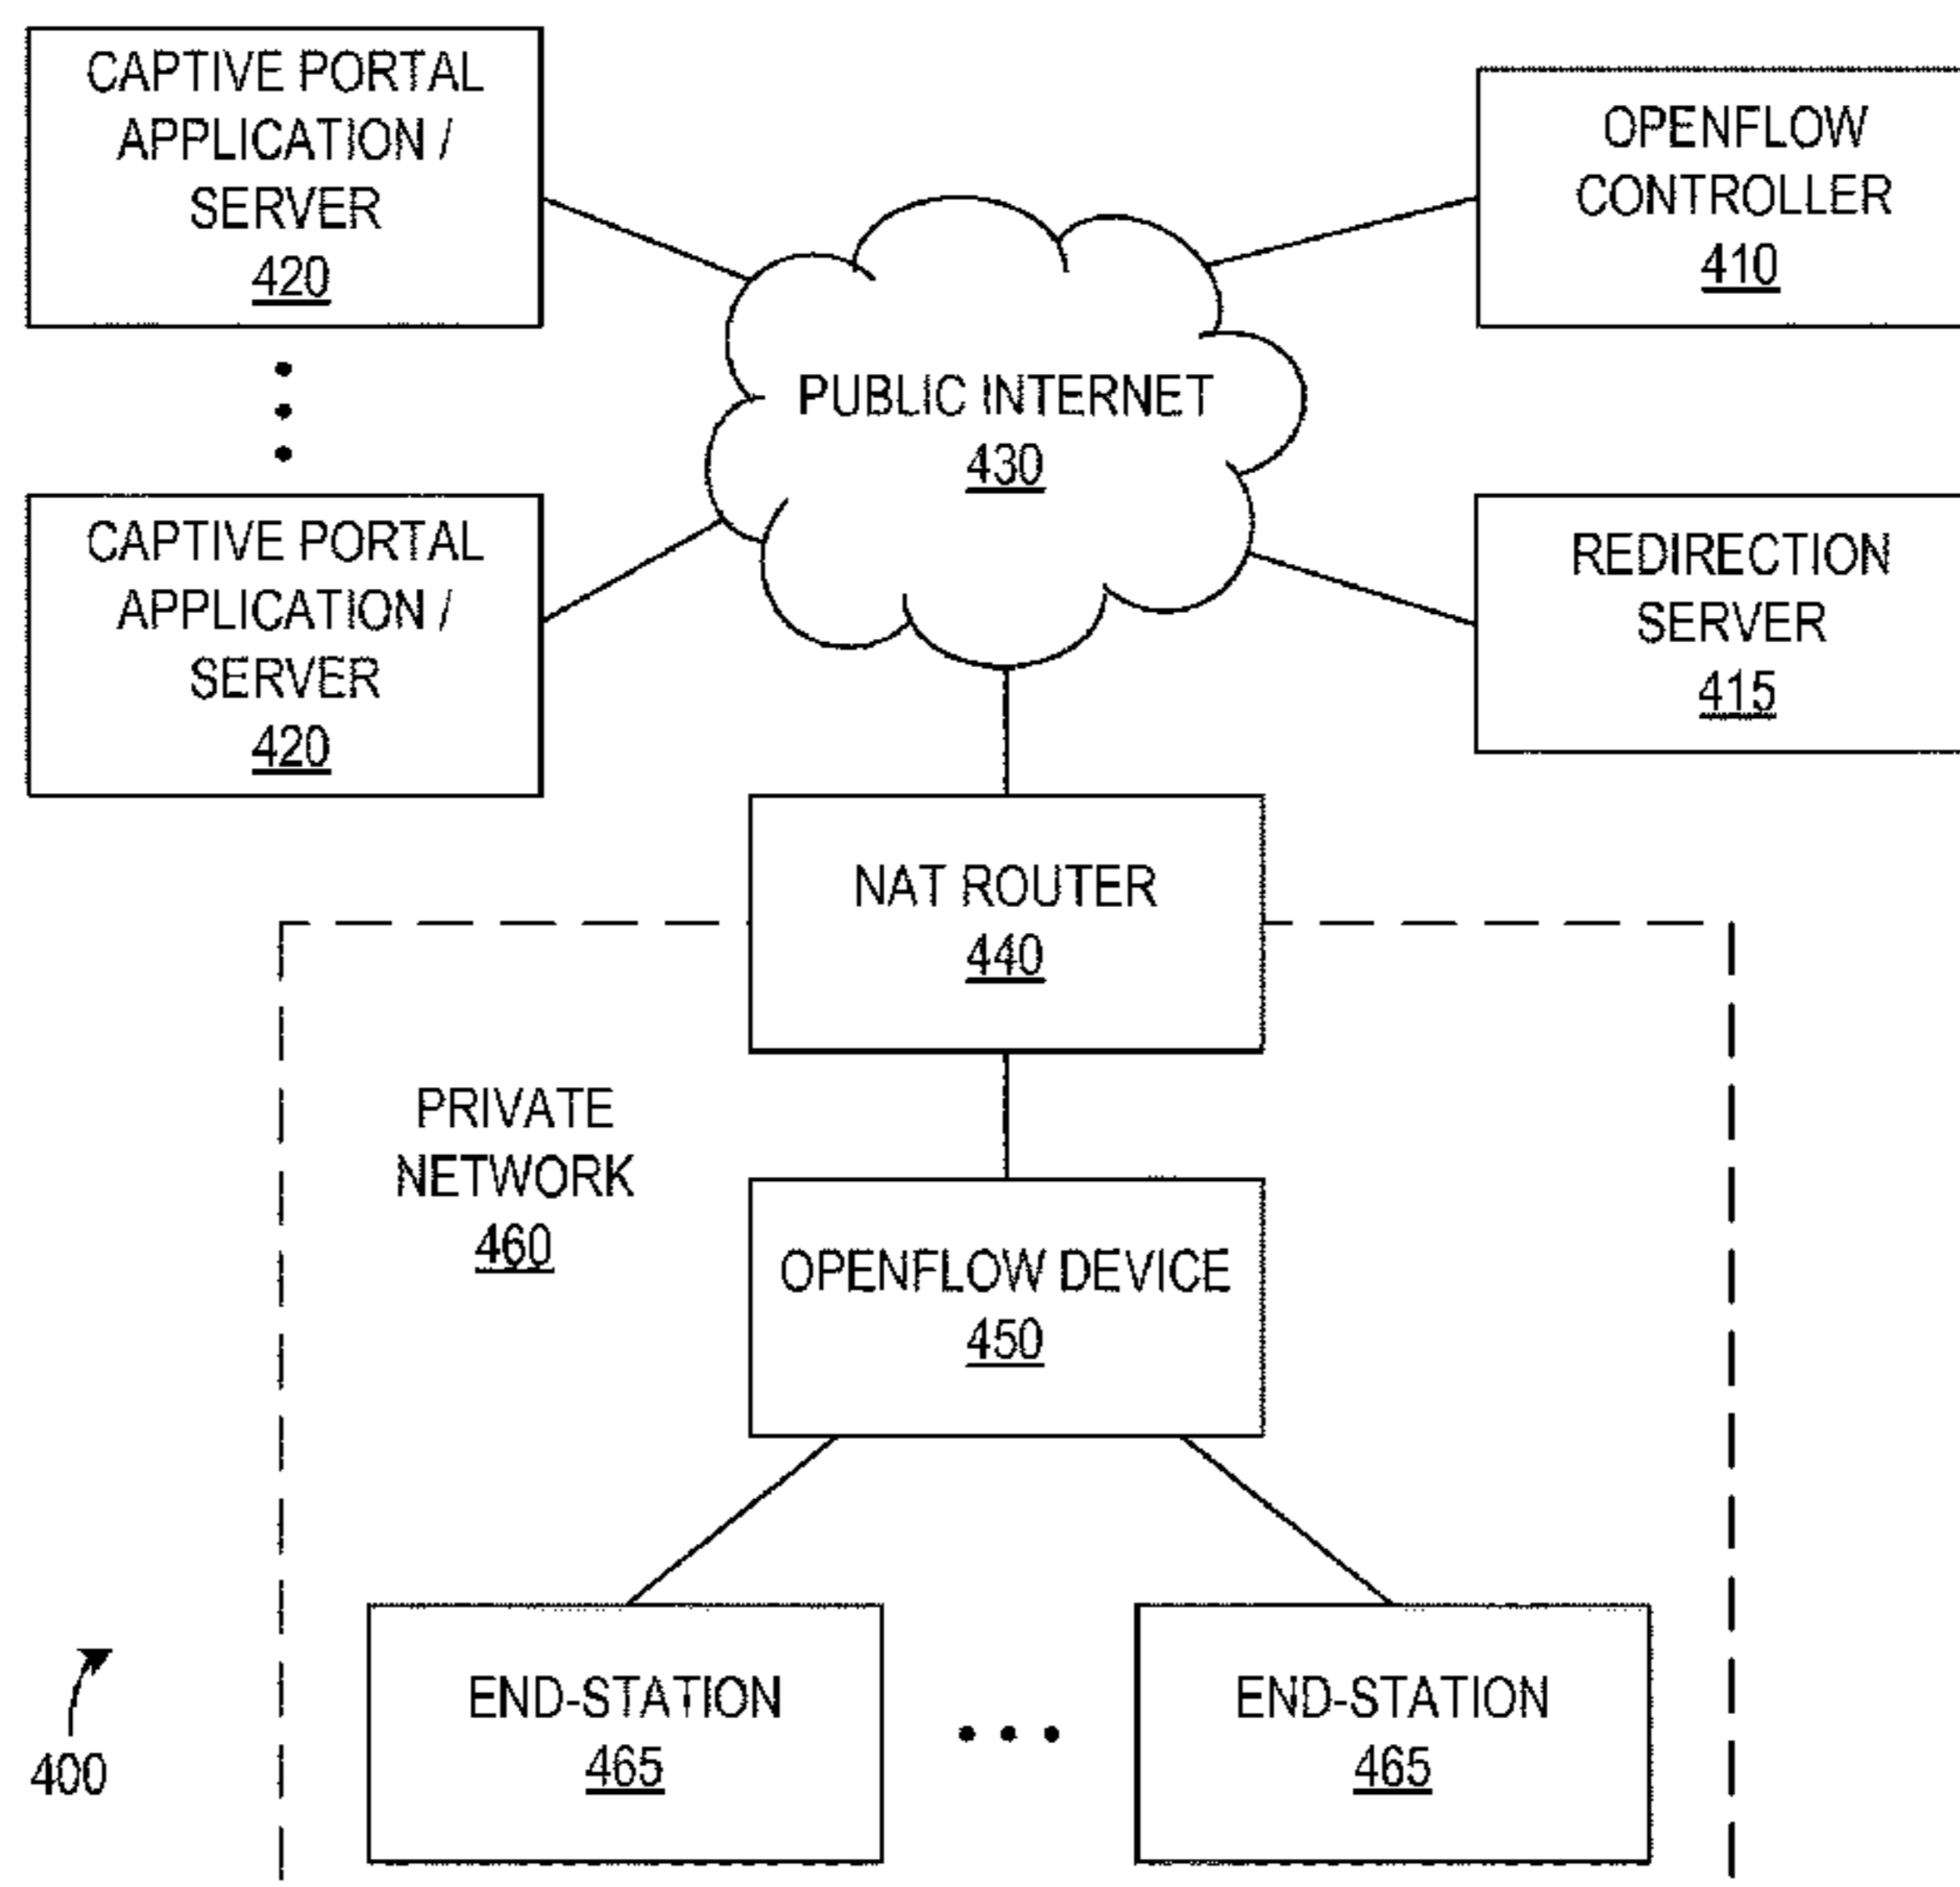 CAPTIVE PORTAL
APPLICATION /
SERVER
420
OPENFLOW
CONTROLLER
410
PUBLIC INTERNET
430
CAPTIVE PORTAL
APPLICATION /
SERVER
420
REDIRECTION
SERVER
415
NAT ROUTER
440
PRIVATE
NETWORK
460
OPENFLOW DEVICE
450
END-STATION
465
END-STATION
465
400